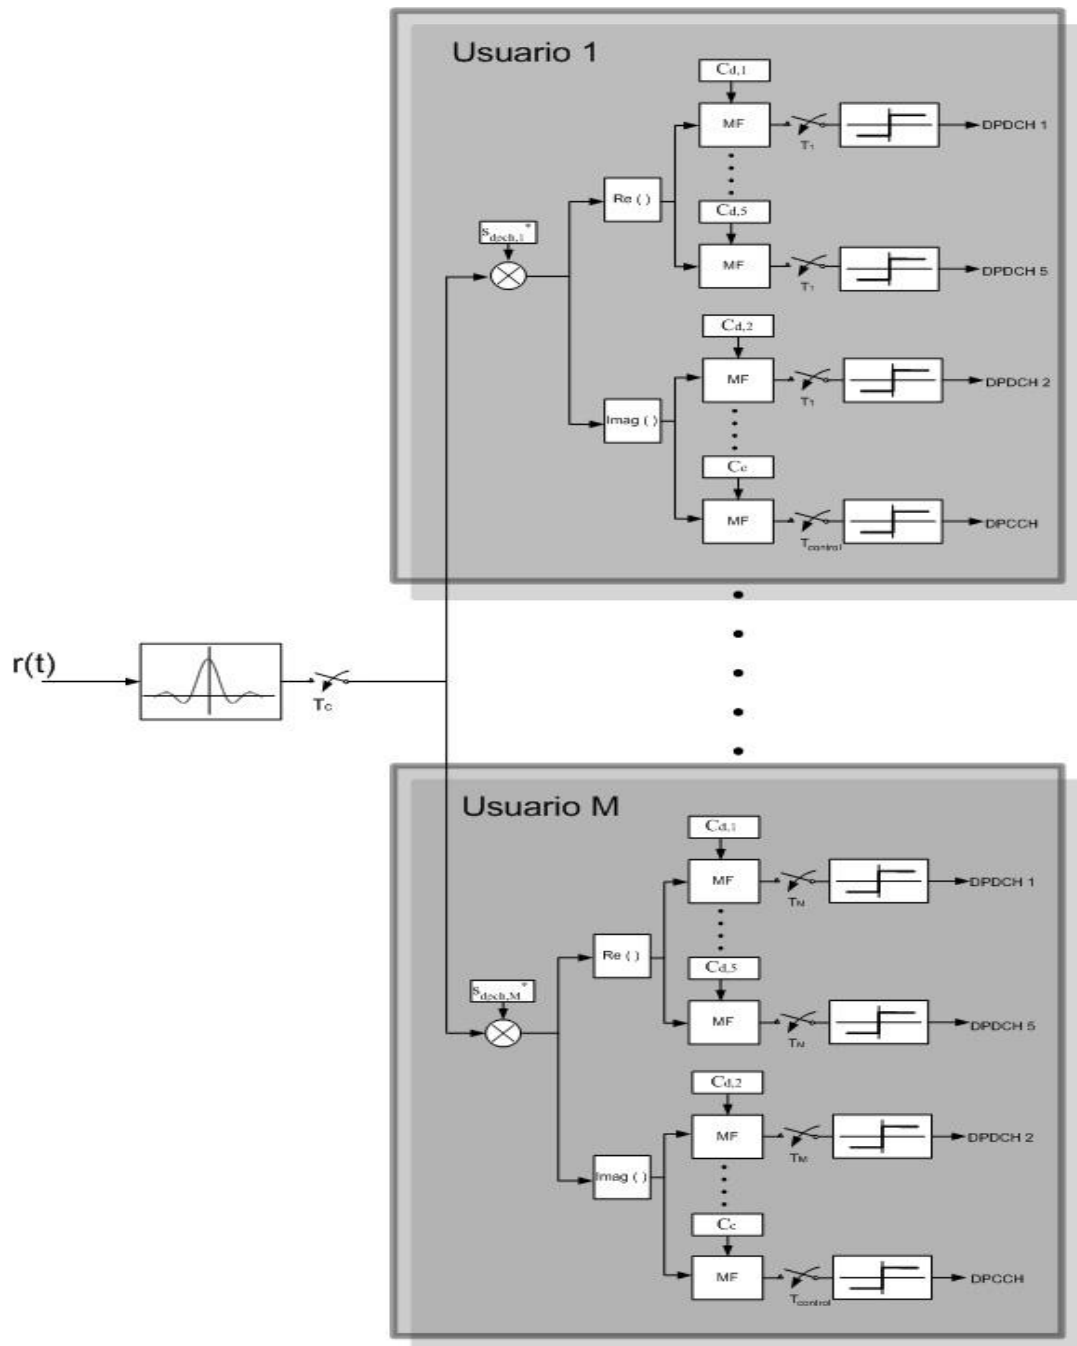 Usuario 1
Cd,1
MF
T1
DPDCH 1
Re ( )
Cd,5
MF
T1
DPDCH 5
Sdpch,1*
Cd,2
MF
T1
DPDCH 2
Imag ( )
Cc
MF
Tcontrol
DPCCH
r(t)
Tc
Usuario M
Cd,1
MF
TM
DPDCH 1
Re ( )
Cd,5
MF
TM
DPDCH 5
Sdpch,M*
Cd,2
MF
TM
DPDCH 2
Imag ( )
Cc
MF
Tcontrol
DPCCH